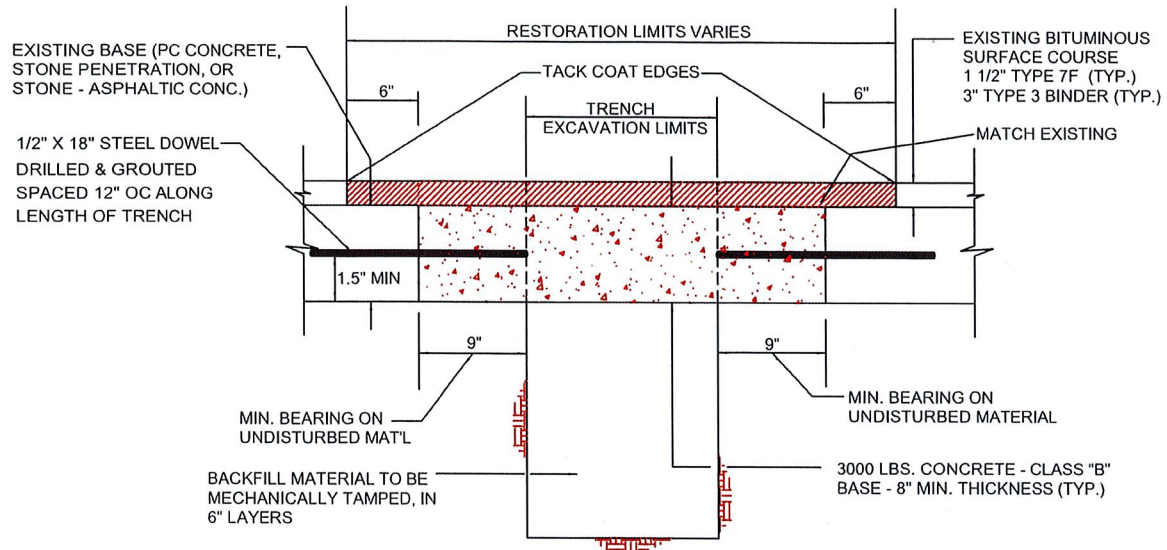 RESTORATION LIMITS VARIES
EXISTING BASE (PC CONCRETE,
STONE PENETRATION, OR
STONE - ASPHALTIC CONC.)
TACK COAT EDGES
EXISTING BITUMINOUS
SURFACE COURSE
1 1/2" TYPE 7F (TYP.)
3" TYPE 3 BINDER (TYP.)
6"
TRENCH
EXCAVATION LIMITS
6"
MATCH EXISTING
1/2" X 18" STEEL DOWEL
DRILLED & GROUTED
SPACED 12" OC ALONG
LENGTH OF TRENCH
1.5" MIN
9"
9"
MIN. BEARING ON
UNDISTURBED MAT'L
MIN. BEARING ON
UNDISTURBED MATERIAL
BACKFILL MATERIAL TO BE
MECHANICALLY TAMPED, IN
6" LAYERS
3000 LBS. CONCRETE - CLASS "B"
BASE - 8" MIN. THICKNESS (TYP.)